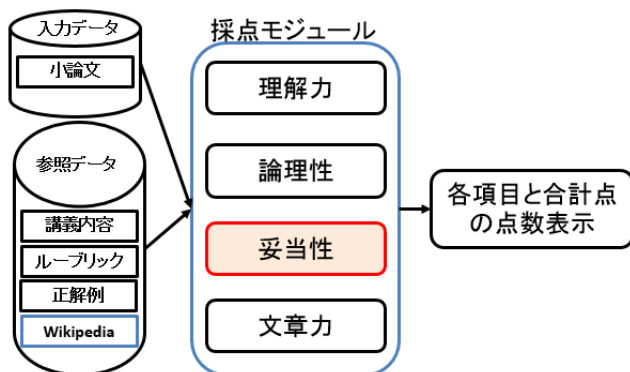 入力データ
小論文
参照データ
講義内容
ルーブリック
正解例
Wikipedia
採点モジュール
理解力
論理性
妥当性
文章力
各項目と合計点
の点数表示